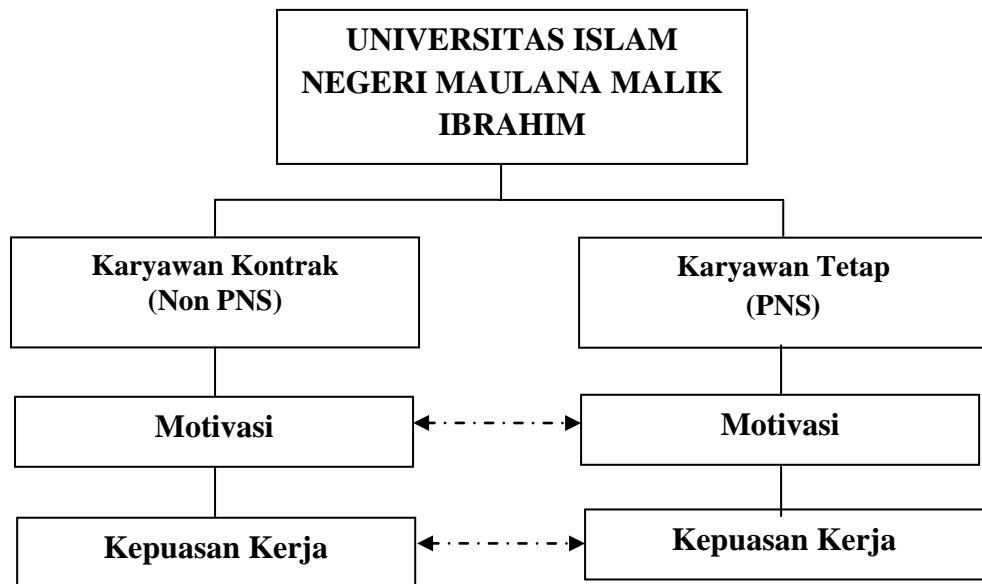 UNIVERSITAS ISLAM
NEGERI MAULANA MALIK
IBRAHIM
Karyawan Kontrak
(Non PNS)
Karyawan Tetap
(PNS)
Motivasi
Motivasi
Kepuasan Kerja
Kepuasan Kerja